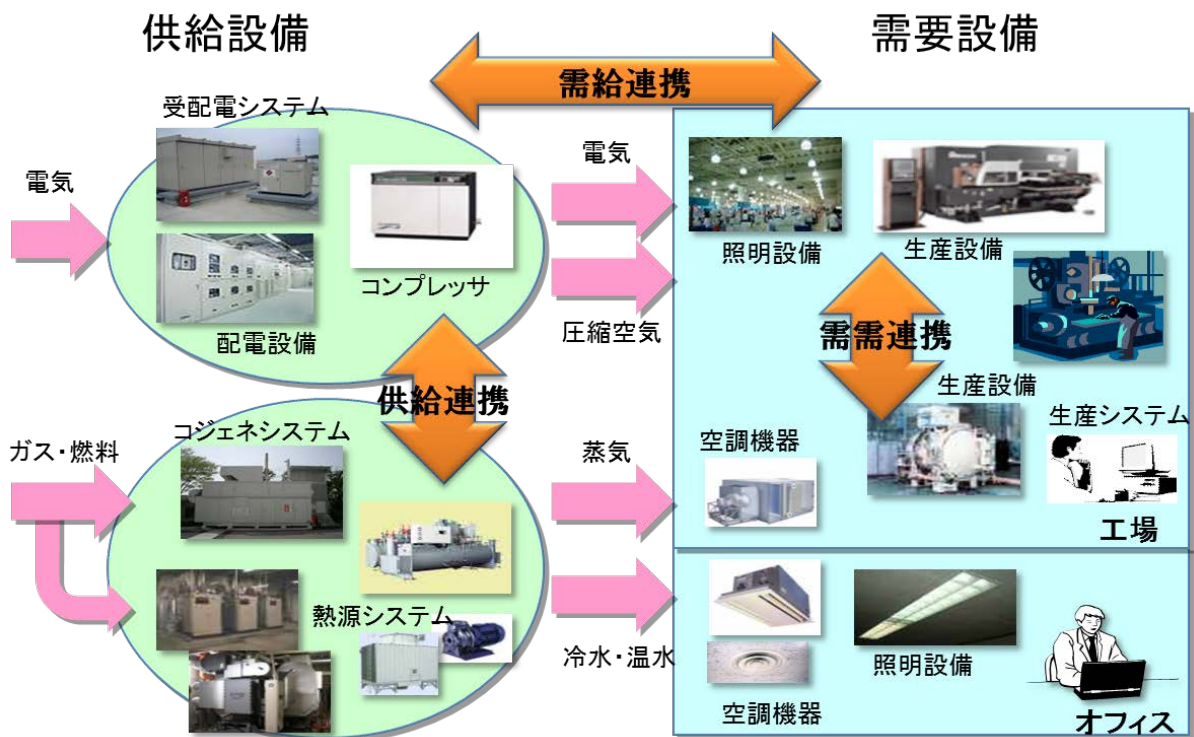 供給設備
需要設備
需給連携
受配電システム
電気
電気
コンプレッサ
照明設備
生産設備
配電設備
圧縮空気
需需連携
供給連携
生産設備
コジェネシステム
生産システム
ガス・燃料
蒸気
空調機器
工場
熱源システム
冷水・温水
照明設備
空調機器
オフィス